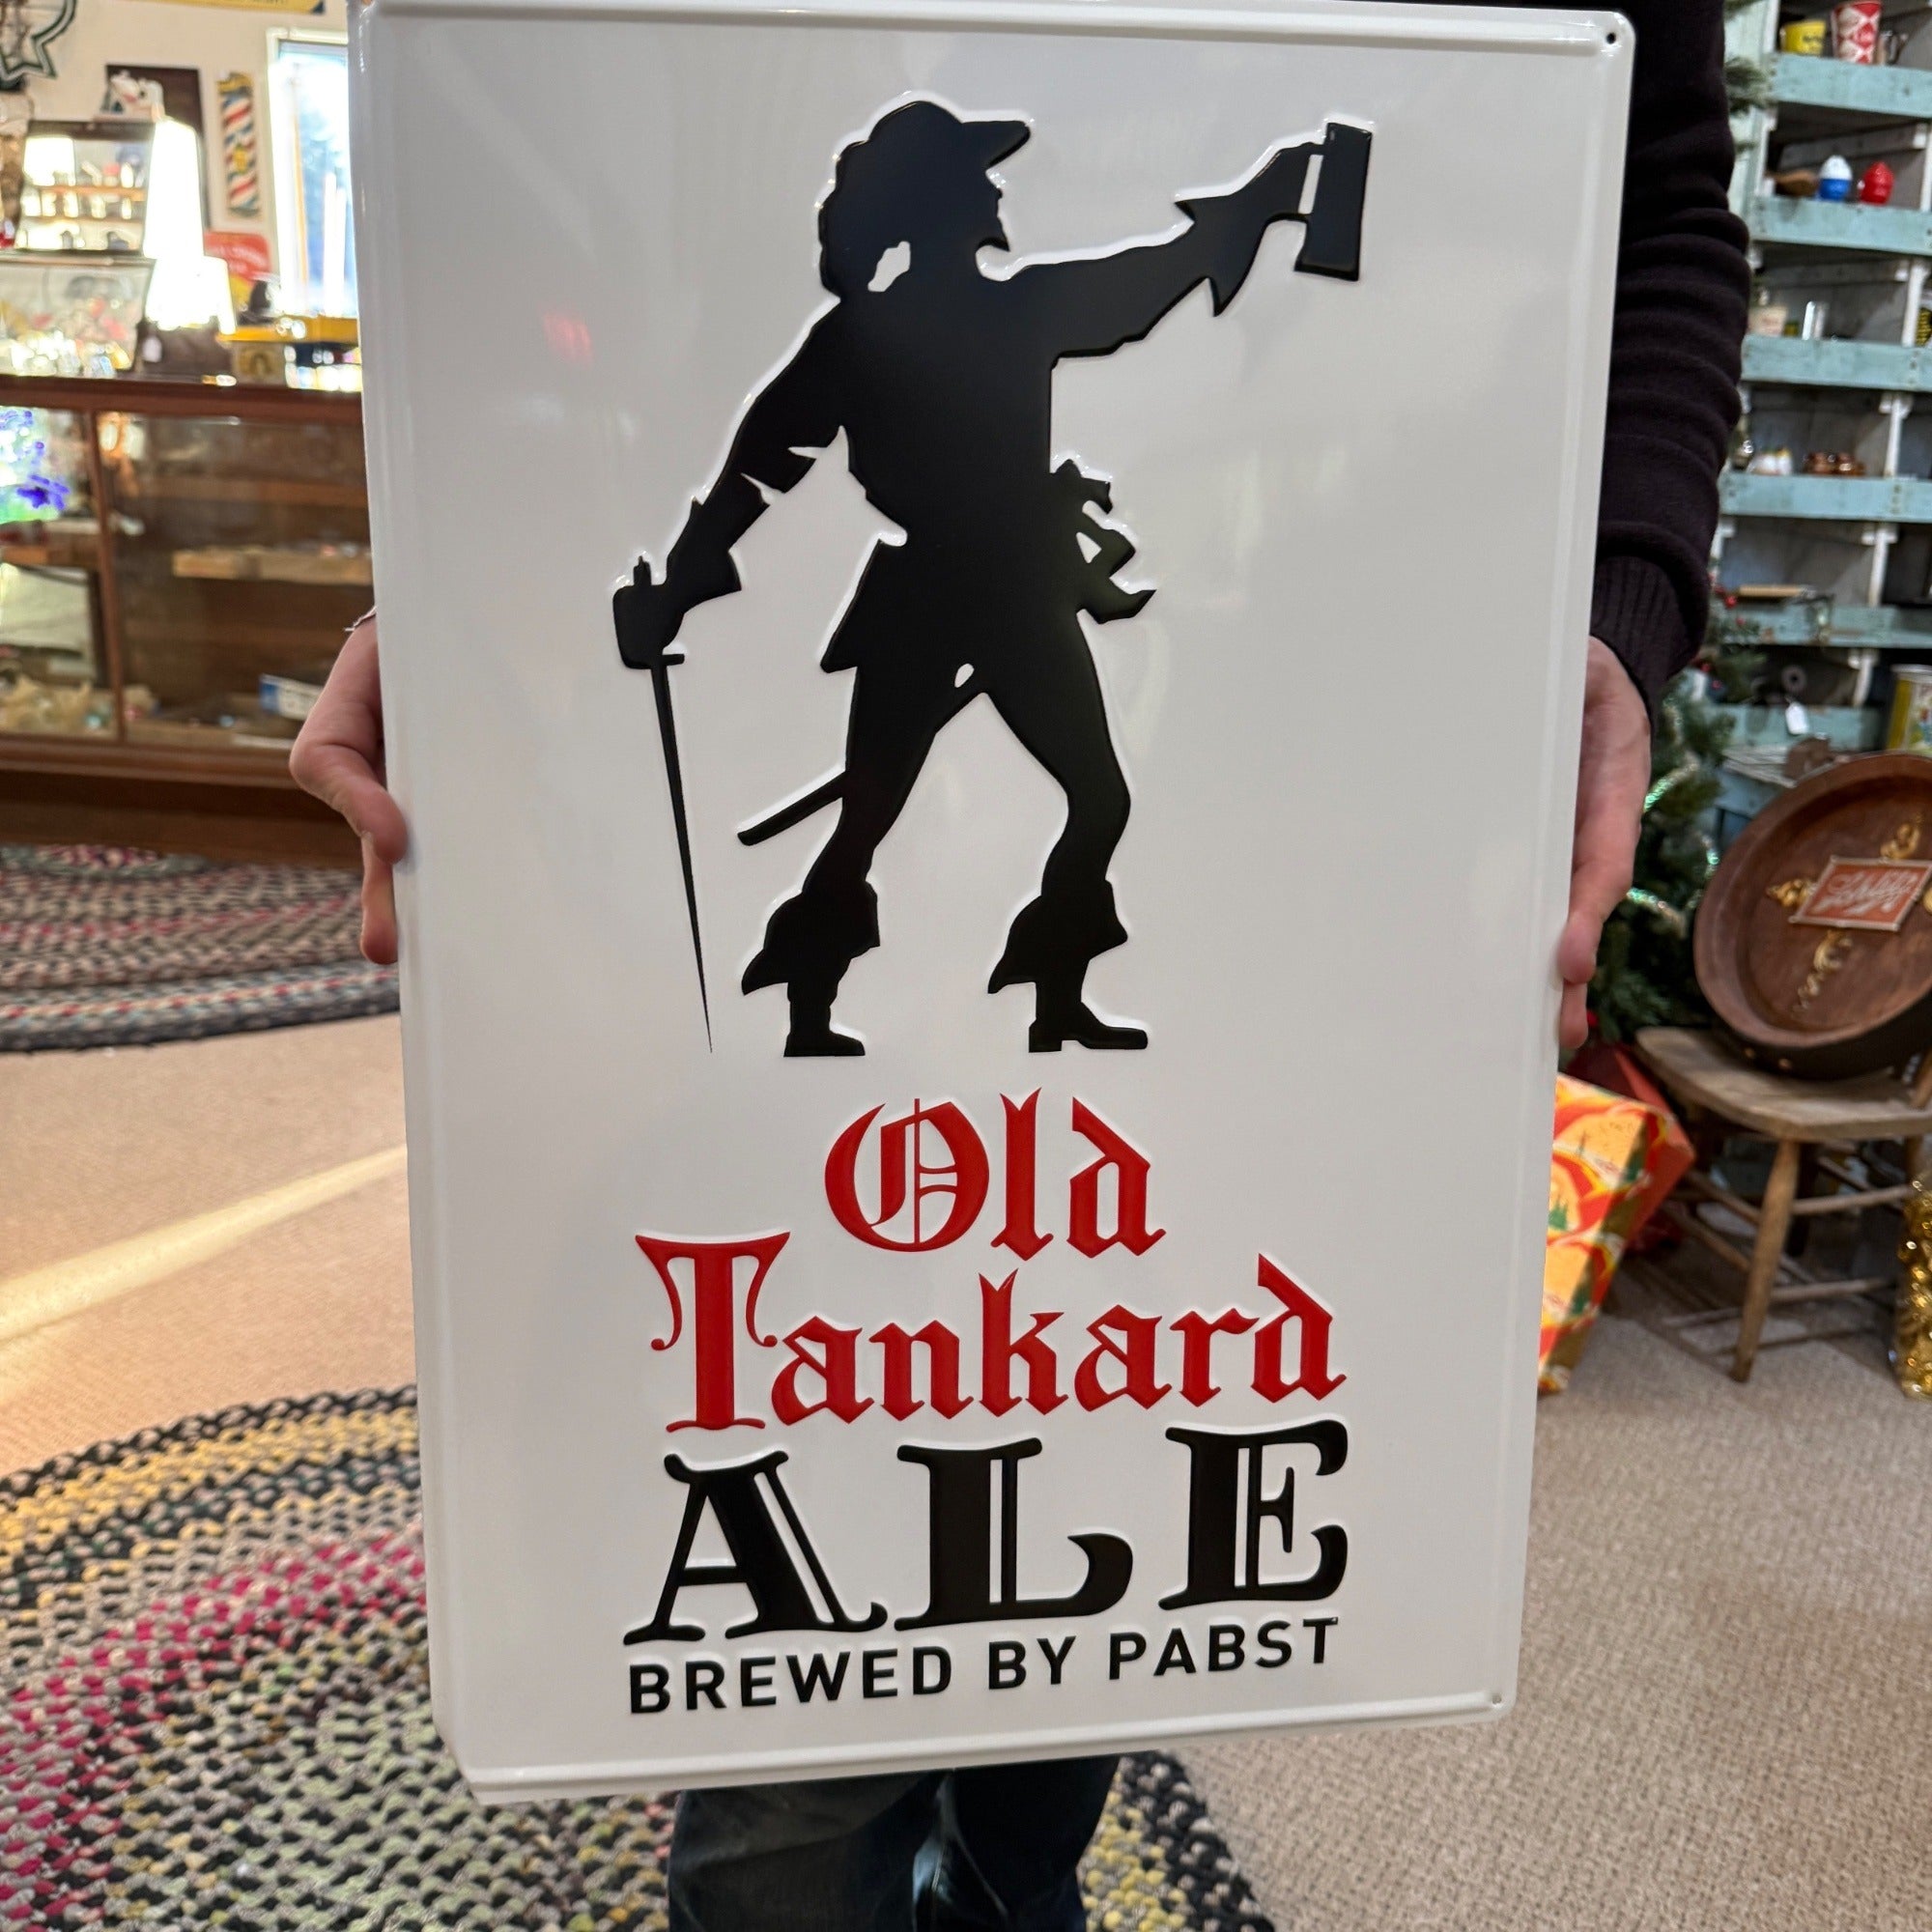 Old
Tankard
ALE
BREWED BY PABST